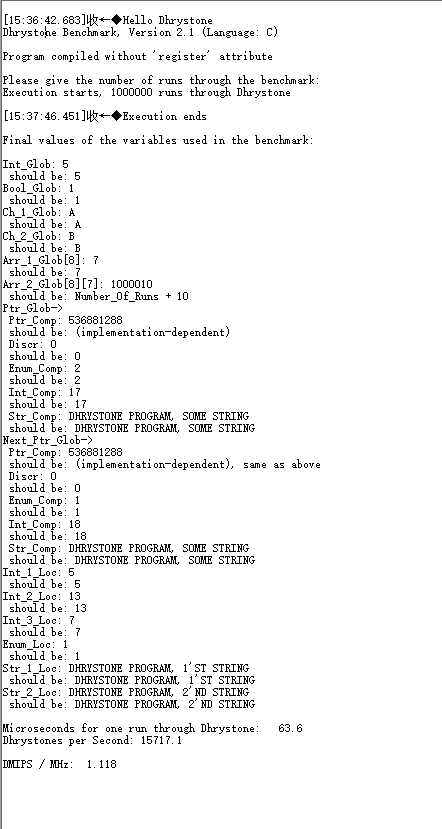 [15:36:42.683]收←◆Hello Dhrystone
Dhrystone Benchmark, Version 2.1 (Language: C)
Program compiled without 'register' attribute
Please give the number of runs through the benchmark:
Execution starts, 1000000 runs through Dhrystone
[15:37:46.451]收←◆Execution ends
Final values of the variables used in the benchmark:
Int_Glob: 5
should be: 5
Bool_Glob: 1
should be: 1
Ch_1_Glob: A
should be: A
Ch_2_Glob: B
should be: B
Arr_1_Glob[8]: 7
should be: 7
Arr_2_Glob[8][7]: 1000010
should be: Number_Of_Runs + 10
Ptr_Glob->
Ptr_Comp: 536881288
should be: (implementation-dependent)
Discr: 0
should be: 0
Enum_Comp: 2
should be: 2
Int_Comp: 17
should be: 17
Str_Comp: DHRYSTONE PROGRAM, SOME STRING
should be: DHRYSTONE PROGRAM, SOME STRING
Next_Ptr_Glob->
Ptr_Comp: 536881288
should be: (implementation-dependent), same as above
Discr: 0
should be: 0
Enum_Comp: 1
should be: 1
Int_Comp: 18
should be: 18
Str_Comp: DHRYSTONE PROGRAM, SOME STRING
should be: DHRYSTONE PROGRAM, SOME STRING
Int_1_Loc: 5
should be: 5
Int_2_Loc: 13
should be: 13
Int_3_Loc: 7
should be: 7
Enum_Loc: 1
should be: 1
Str_1_Loc: DHRYSTONE PROGRAM, 1'ST STRING
should be: DHRYSTONE PROGRAM, 1'ST STRING
Str_2_Loc: DHRYSTONE PROGRAM, 2'ND STRING
should be: DHRYSTONE PROGRAM, 2'ND STRING
Microseconds for one run through Dhrystone: 63.6
Dhrystones per Second: 15717.1
DMIPS / MHz: 1.118